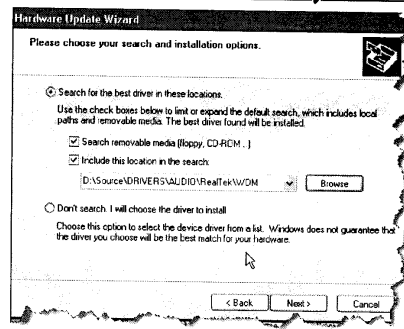 Hardware Update Wizard
Please choose your search and installation options.
Search for the best driver in these locations.
Use the check boxes below to limit or expand the default search, which includes local
paths and removable media. The best driver found will be installed.
Search removable media (floppy, CD-ROM...)
Include this location in the search:
D:\Source\DRIVERS\AUDIO\RealTek\WDM
Browse
Don't search. I will choose the driver to install
Choose this option to select the device driver from a list. Windows does not guarantee that
the driver you choose will be the best match for your hardware.
< Back Next > Cancel